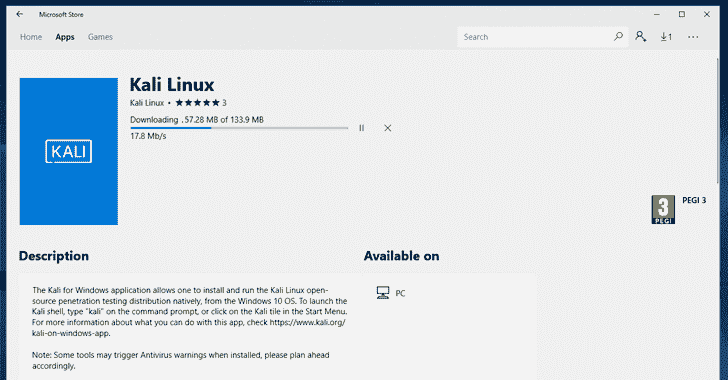 Microsoft Store
Home Apps Games
Search
1
Kali Linux
Kali Linux • ★★★★★ 3
Downloading .57.28 MB of 133.9 MB
17.8 Mb/s
KALI
3
PEGI
PEGI 3
Description
Available on
The Kali for Windows application allows one to install and run the Kali Linux open-
source penetration testing distribution natively, from the Windows 10 OS. To launch the
Kali shell, type "kali" on the command prompt, or click on the Kali tile in the Start Menu.
For more information about what you can do with this app, check https://www.kali.org/
kali-on-windows-app.
Note: Some tools may trigger Antivirus warnings when installed, please plan ahead
accordingly.
PC